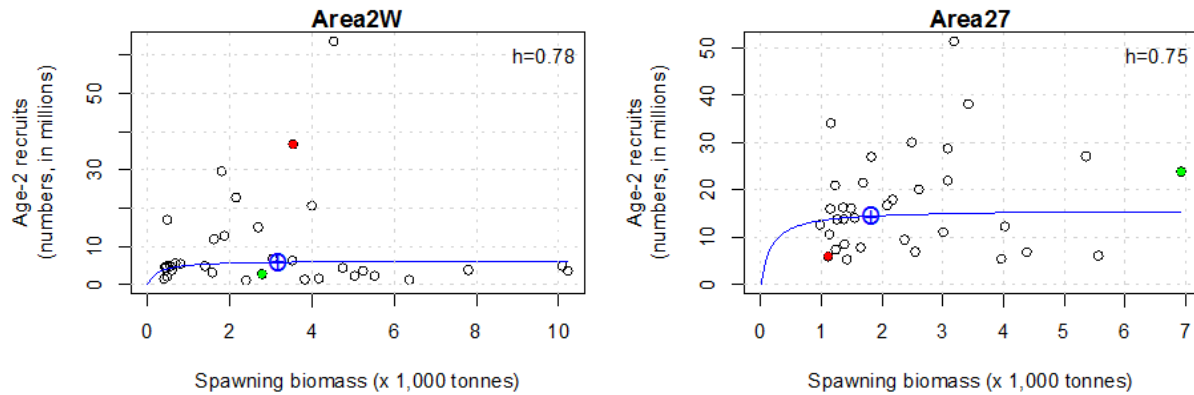 Area2W
h=0.78
Age-2 recruits
(numbers, in millions)
0
10
30
50
0
2
4
6
8
10
Spawning biomass (x 1,000 tonnes)
Area27
h=0.75
Age-2 recruits
(numbers, in millions)
0
10
20
30
40
50
0
1
2
3
4
5
6
7
Spawning biomass (x 1,000 tonnes)